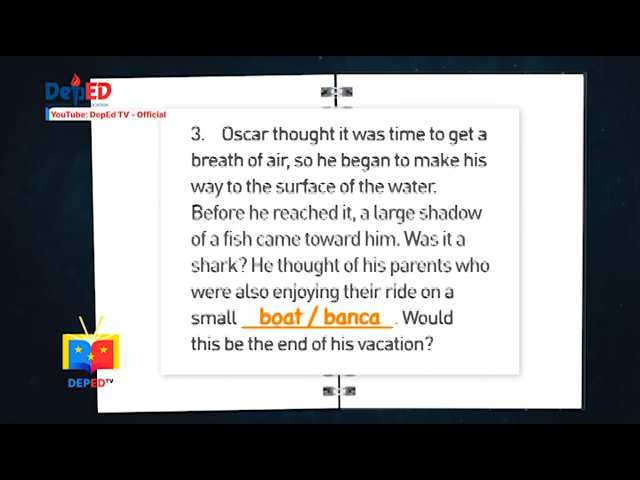 DepED
EDUCATION
YouTube: DepEd TV - Official
3. Oscar thought it was time to get a
breath of air, so he began to make his
way to the surface of the water.
Before he reached it, a large shadow
of a fish came toward him. Was it a
shark? He thought of his parents who
were also enjoying their ride on a
small boat / banca. Would
this be the end of his vacation?
DEPED TV